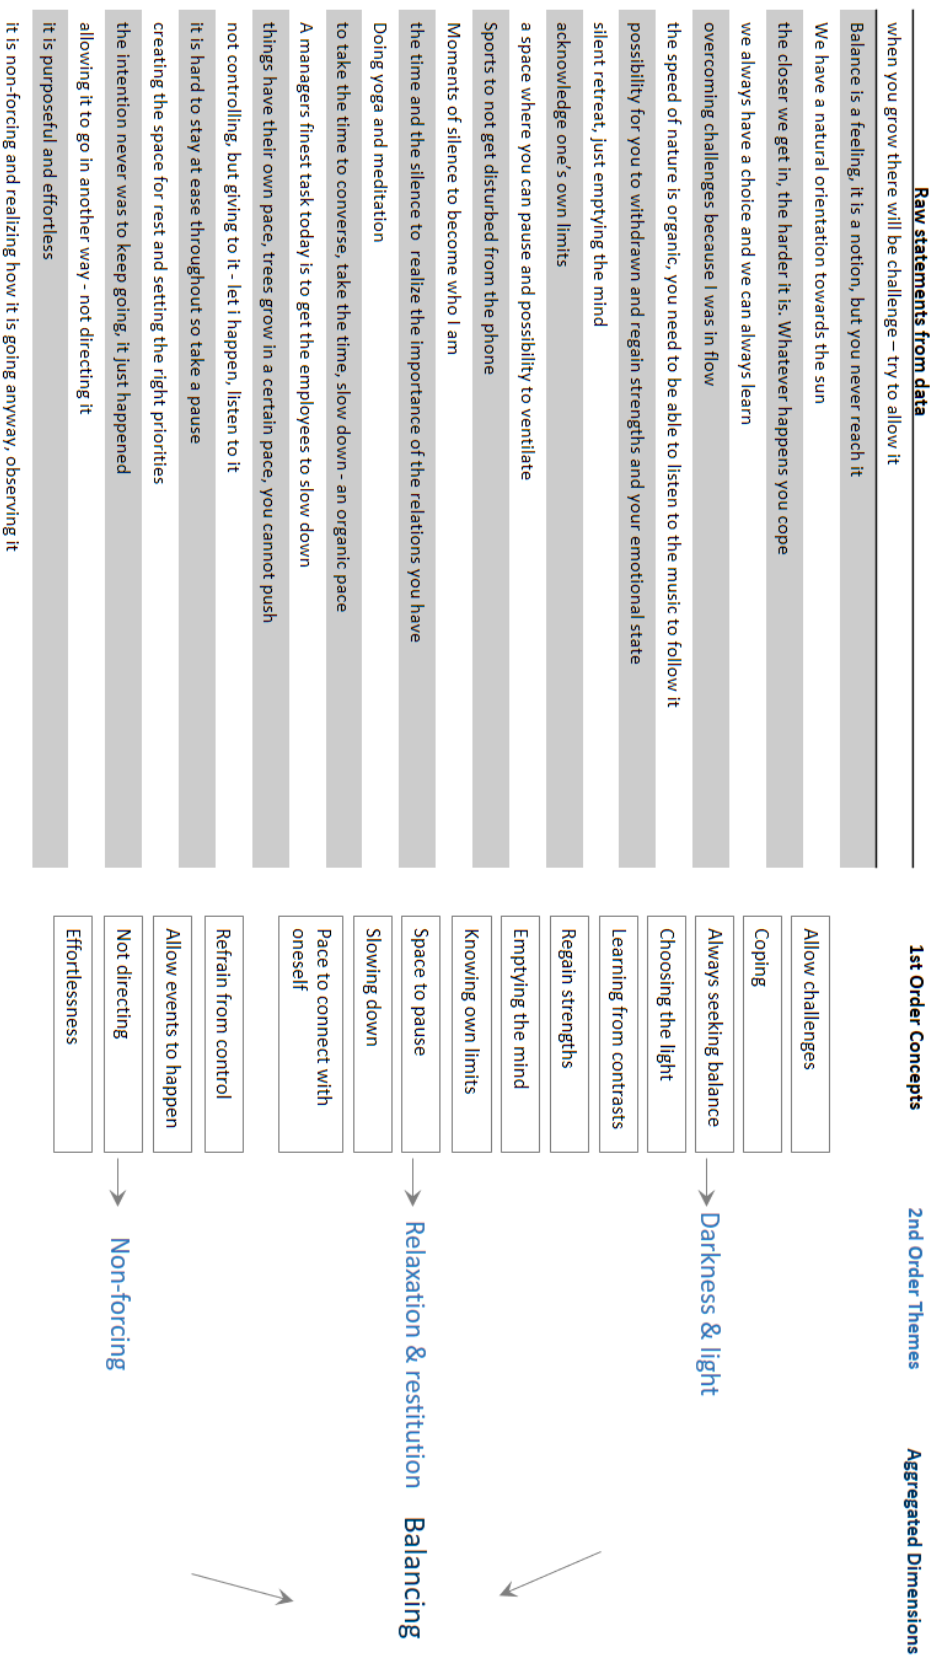 Raw statements from data
when you grow there will be challenge – try to allow it
Balance is a feeling, it is a notion, but you never reach it
We have a natural orientation towards the sun
the closer we get in, the harder it is. Whatever happens you cope
we always have a choice and we can always learn
overcoming challenges because I was in flow
the speed of nature is organic, you need to be able to listen to the music to follow it
possibility for you to withdrawn and regain strengths and your emotional state
silent retreat, just emptying the mind
acknowledge one's own limits
a space where you can pause and possibility to ventilate
Sports to not get disturbed from the phone
Moments of silence to become who I am
the time and the silence to realize the importance of the relations you have
Doing yoga and meditation
to take the time to converse, take the time, slow down - an organic pace
A managers finest task today is to get the employees to slow down
things have their own pace, trees grow in a certain pace, you cannot push
not controlling, but giving to it - let i happen, listen to it
it is hard to stay at ease throughout so take a pause
creating the space for rest and setting the right priorities
the intention never was to keep going, it just happened
allowing it to go in another way - not directing it
it is purposeful and effortless
it is non-forcing and realizing how it is going anyway, observing it
1st Order Concepts
Allow challenges
Coping
Always seeking balance
Choosing the light
Learning from contrasts
Regain strengths
Emptying the mind
Knowing own limits
Space to pause
Slowing down
Pace to connect with
oneself
Refrain from control
Allow events to happen
Not directing
Effortlessness
2nd Order Themes
Darkness & light
Relaxation & restitution
Non-forcing
Aggregated Dimensions
Balancing